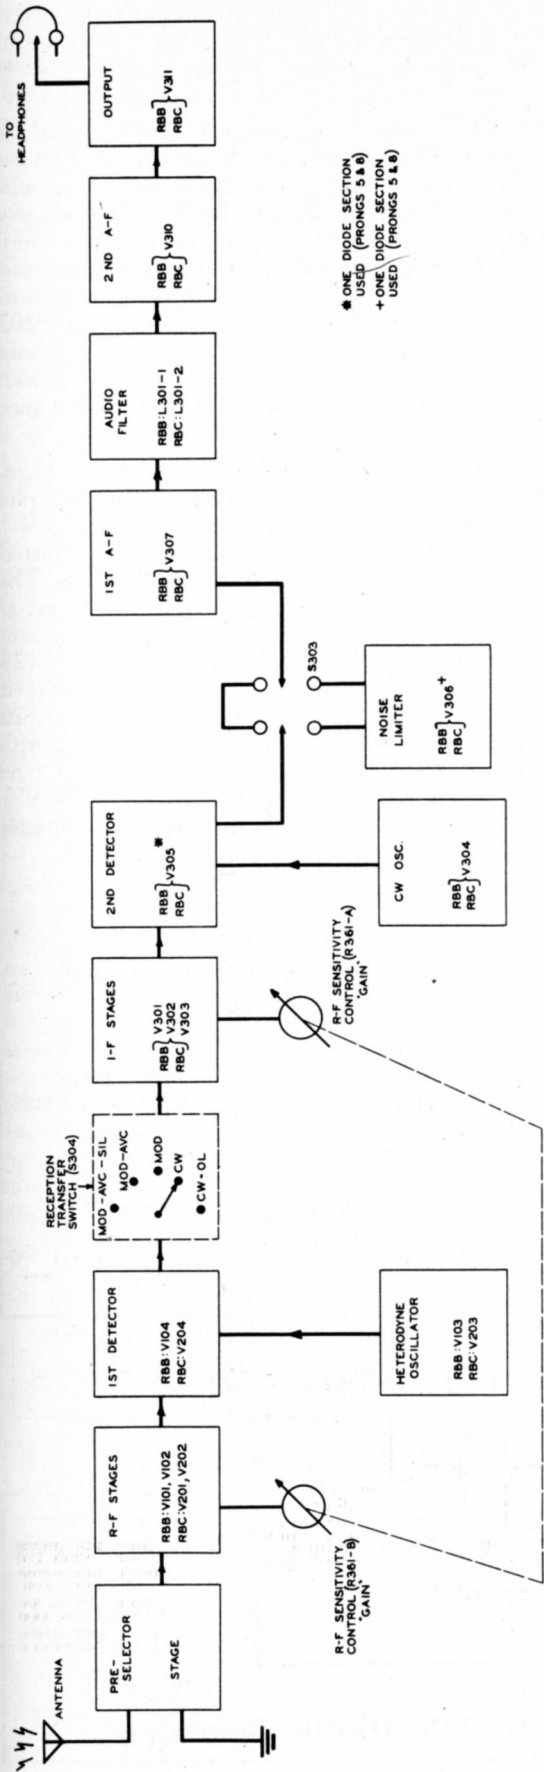 ANTENNA
PRE-
SELECTOR
STAGE
R-F STAGES
RBB:V101, V102
RBC:V201, V202
R-F SENSITIVITY
CONTROL (R361-B)
"GAIN"
1ST DETECTOR
RBB:V104
RBC:V204
HETERODYNE
OSCILLATOR
RBB:V103
RBC:V203
RECEPTION
TRANSFER
SWITCH (S304)
MOD-AVC-SIL
MOD-AVC
MOD
CW
CW-OL
I-F STAGES
RBB} V301
V302
RBC} V303
R-F SENSITIVITY
CONTROL (R361-A)
"GAIN"
2ND DETECTOR
RBB} V305 *
RBC}
CW OSC.
RBB} V304
RBC}
S303
NOISE
LIMITER
RBB} V306 +
RBC}
1ST A-F
RBB} V307
RBC}
AUDIO
FILTER
RBB:L301-1
RBC:L301-2
2ND A-F
RBB} V310
RBC}
OUTPUT
RBB} V311
RBC}
TO
HEADPHONES
* ONE DIODE SECTION
USED (PRONGS 5 & 8)
+ ONE DIODE SECTION
USED (PRONGS 5 & 8)